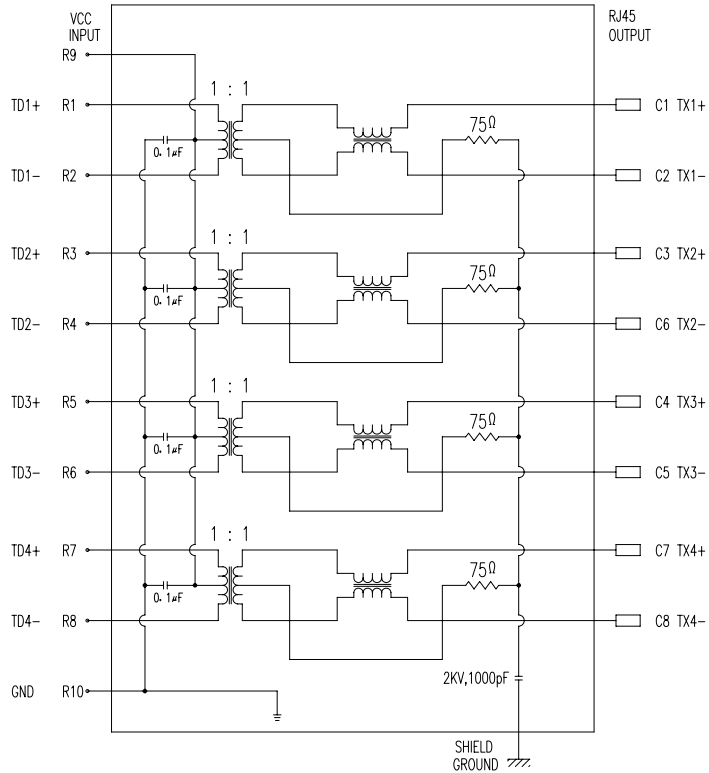 VCC
INPUT
RJ45
OUTPUT
R9
1 : 1
TD1+ R1
C1 TX1+
75Ω
0.1μF
TD1- R2
C2 TX1-
1 : 1
TD2+ R3
C3 TX2+
75Ω
0.1μF
TD2- R4
C6 TX2-
1 : 1
TD3+ R5
C4 TX3+
75Ω
0.1μF
TD3- R6
C5 TX3-
1 : 1
TD4+ R7
C7 TX4+
75Ω
0.1μF
TD4- R8
C8 TX4-
2KV,1000pF
GND R10
SHIELD
GROUND